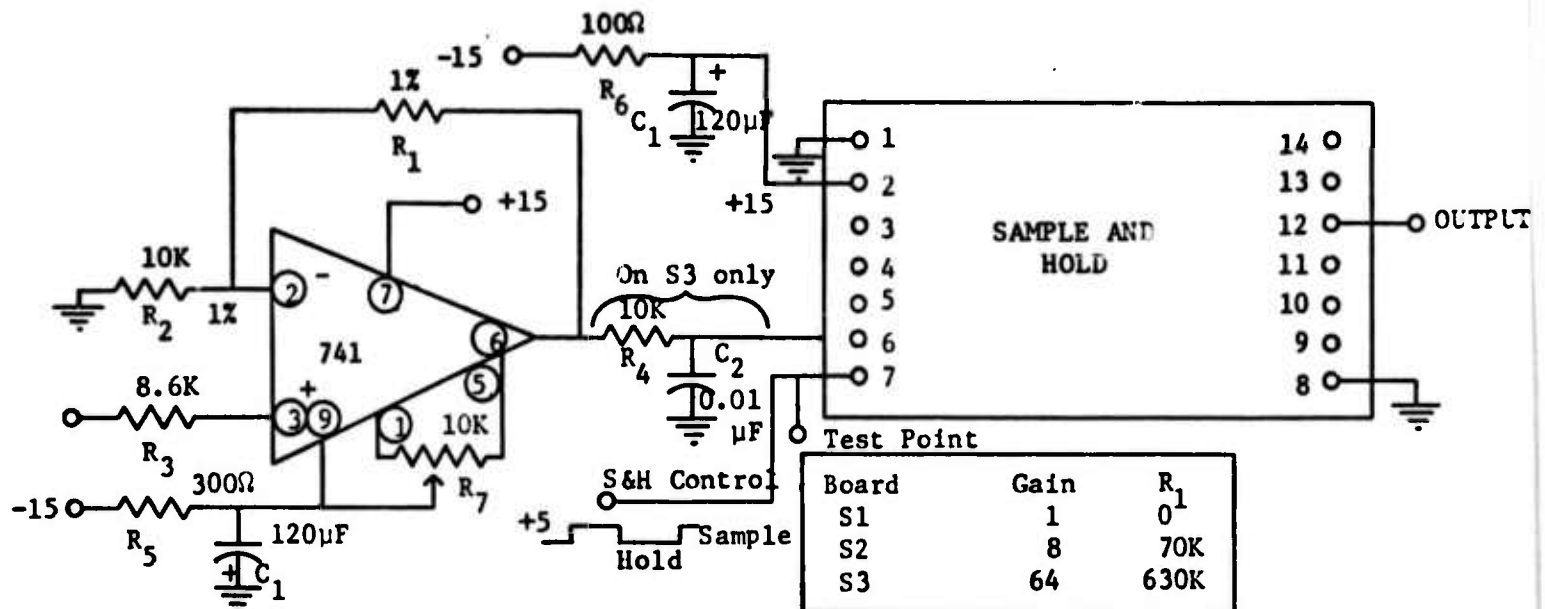 100Ω
-15
+
R6
C1
120µF
1%
R1
+15
10K
R2
1%
2
-
7
741
6
5
8.6K
3
+
9
1
10K
R3
R7
300Ω
-15
R5
120µF
+
C1
On S3 only
10K
R4
C2
0.01
µF
+15
1
2
3
4
5
6
7
SAMPLE AND
HOLD
14
13
12
11
10
9
8
OUTPUT
Test Point
S&H Control
+5
Sample
Hold
Board Gain R1
S1 1 0
S2 8 70K
S3 64 630K